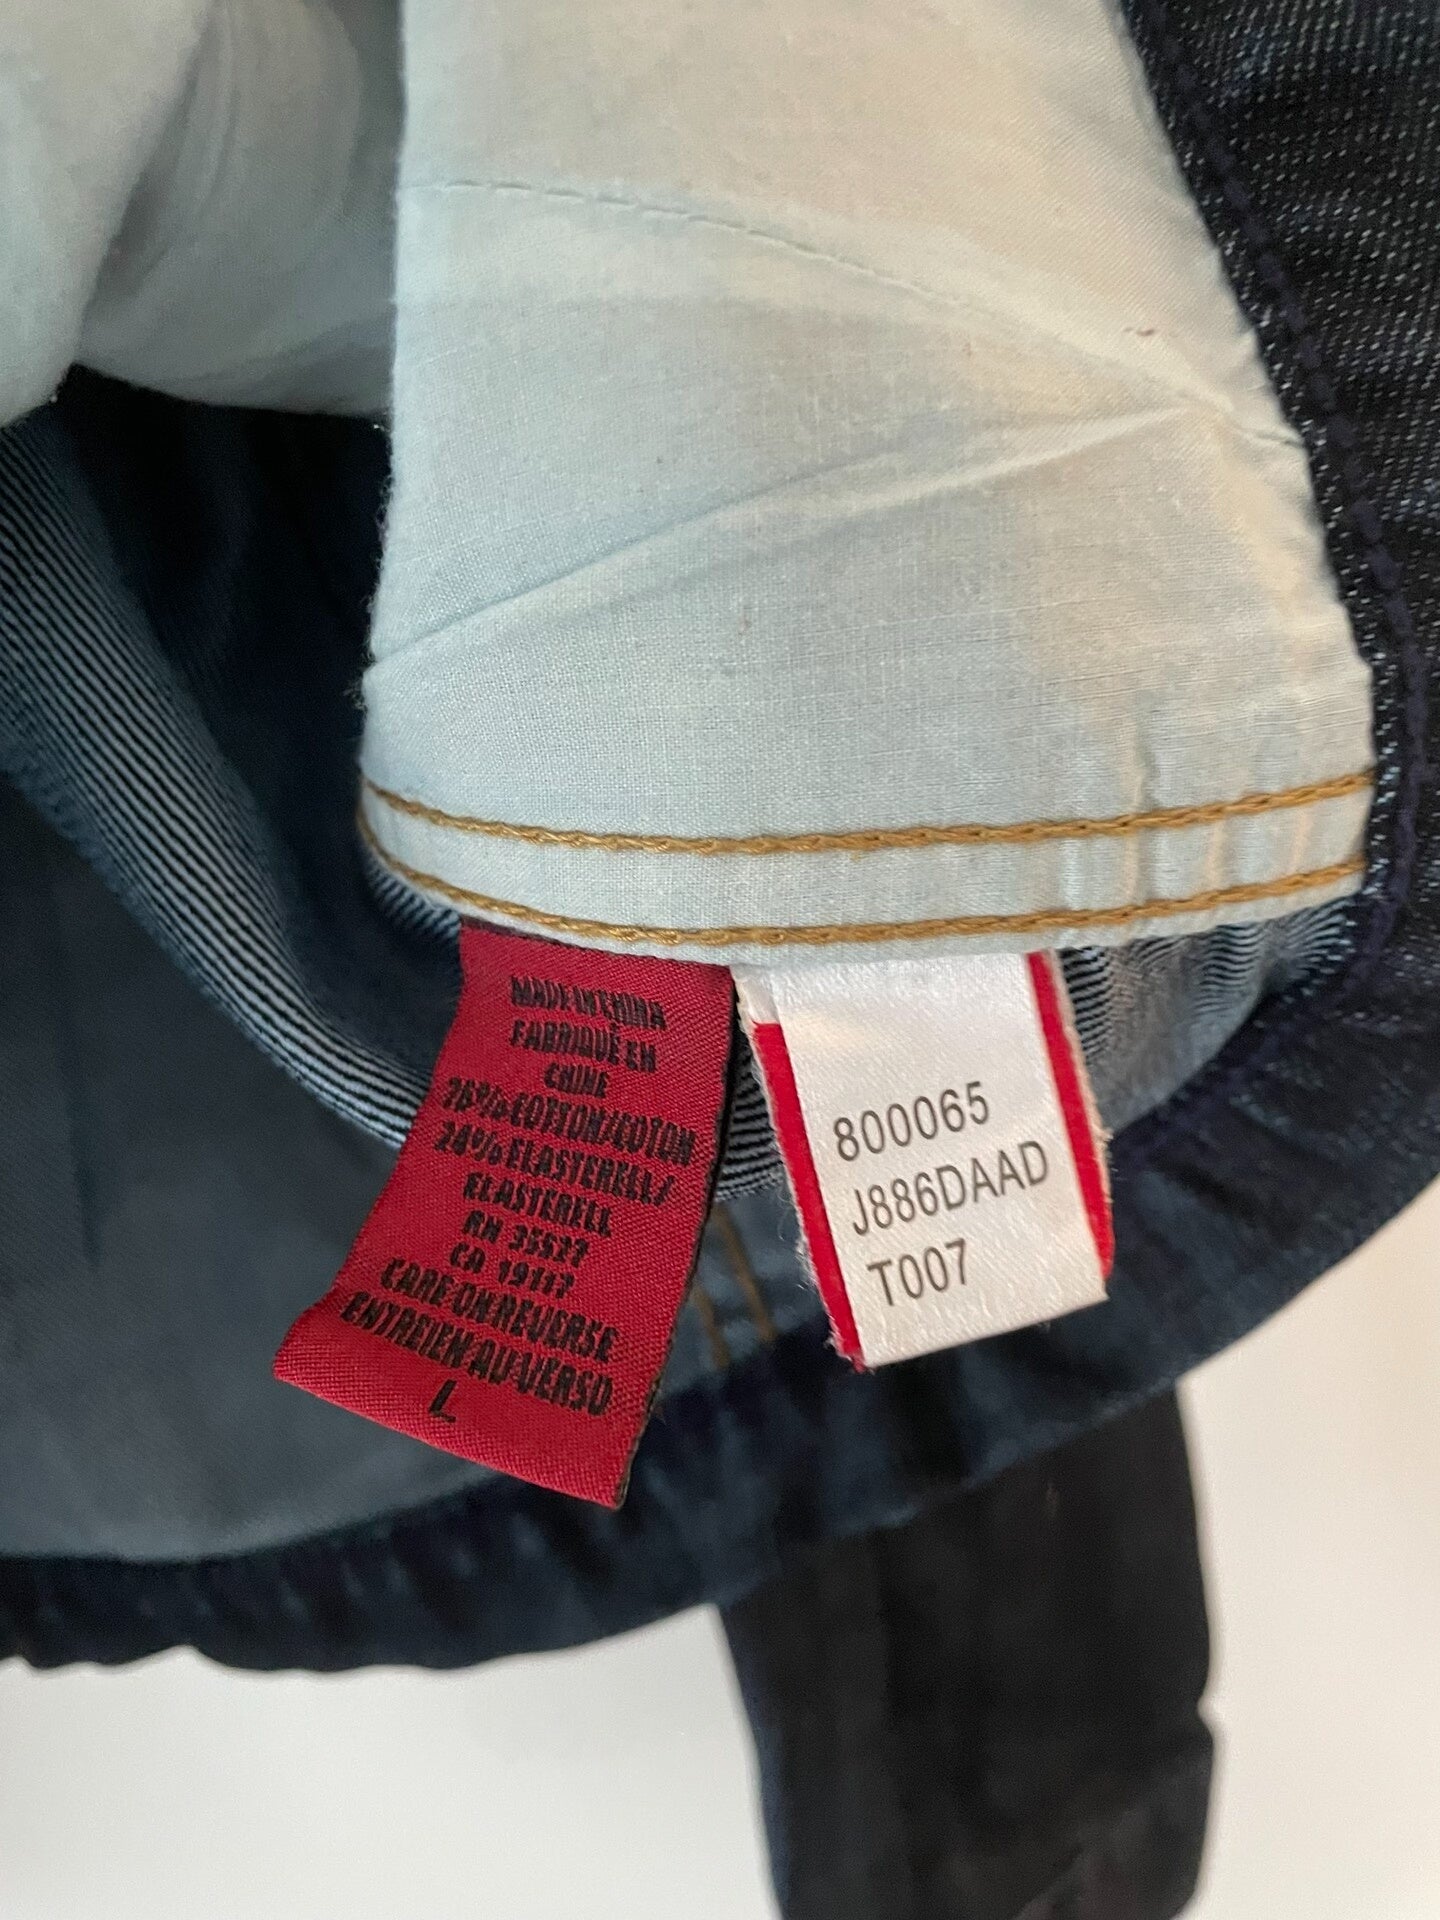 MADE IN CHINA
FABRIQUÉ EN
CHINE
76% COTTON/COTON
24% ELASTERELL/
ELASTERELL
RN 35527
CA 19117
CARE ON REVERSE
ENTRETIEN AU VERSO
L
800065
J886DAAD
T007